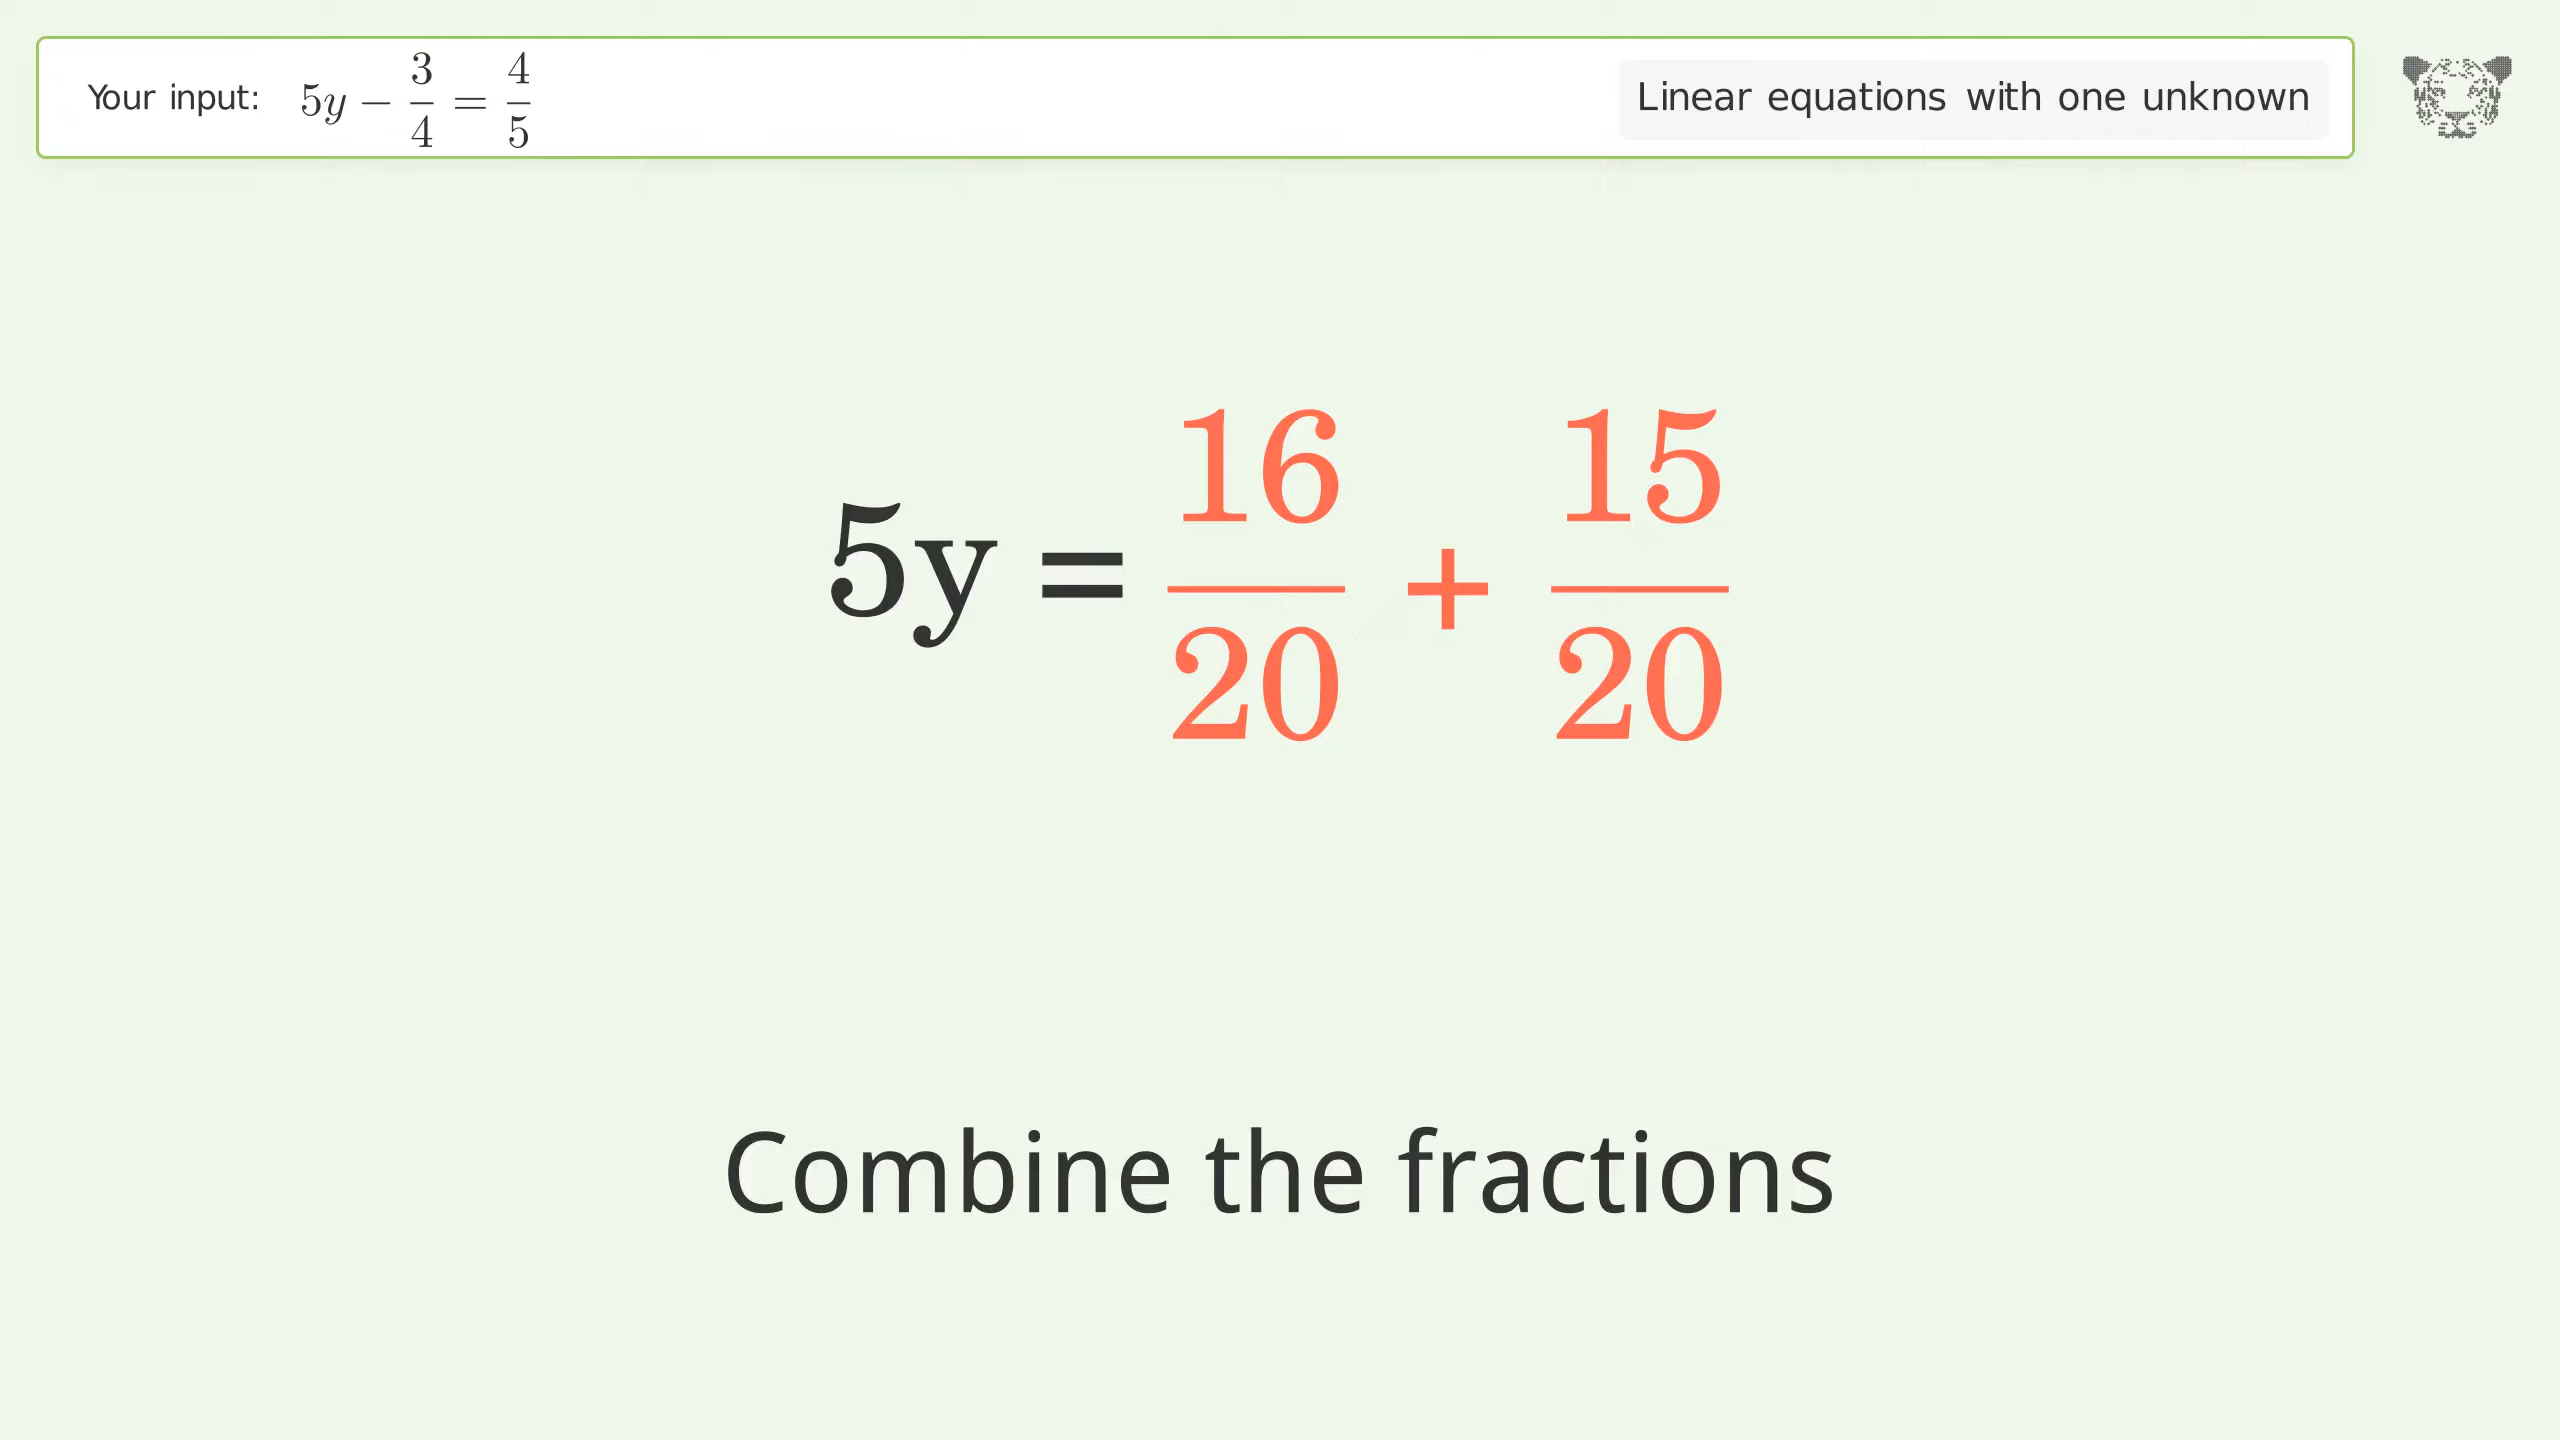 Your input: 5y − 3/4 = 4/5
Linear equations with one unknown
5y = 16/20 + 15/20
Combine the fractions